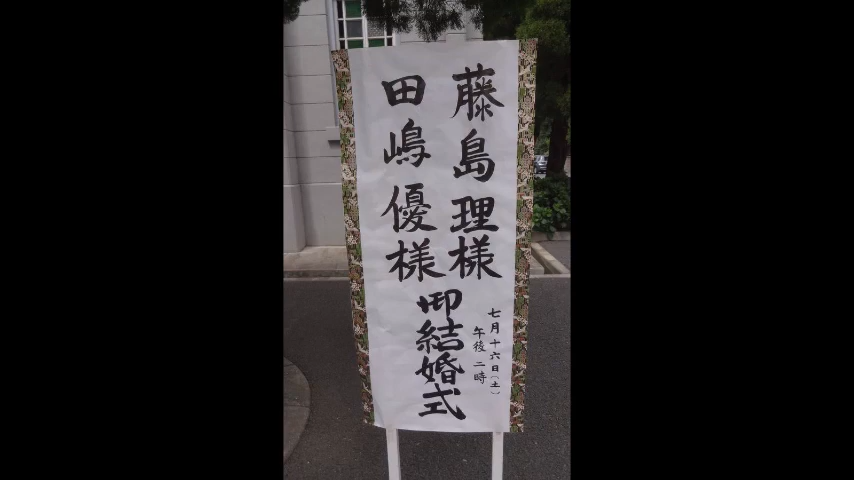 藤島理様
田嶋優様
御結婚式
七月十六日(土)
午後二時